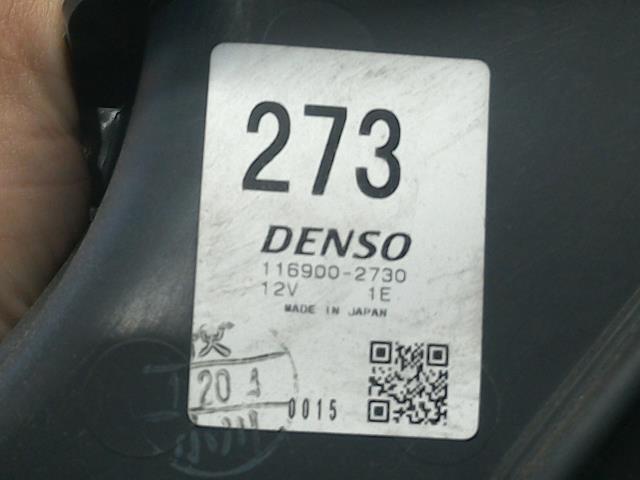 273
DENSO
116900-2730
12V 1E
MADE IN JAPAN
20
0015